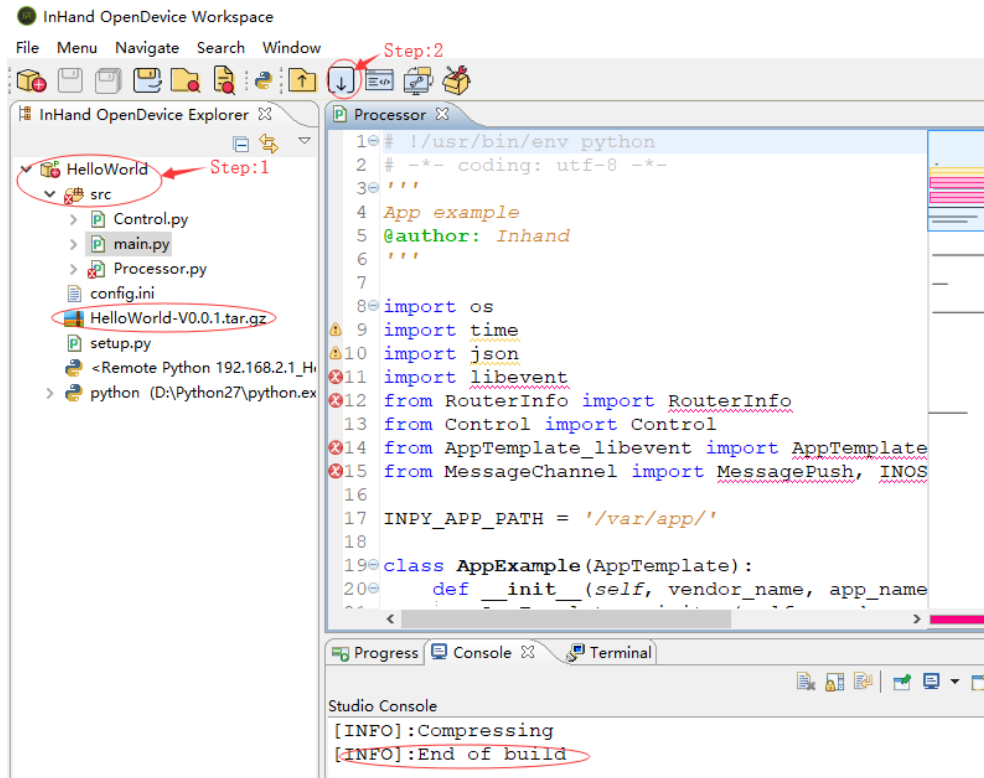 InHand OpenDevice Workspace
File Menu Navigate Search Window
Step:2
InHand OpenDevice Explorer
Step:1
HelloWorld
src
Control.py
main.py
Processor.py
config.ini
HelloWorld-V0.0.1.tar.gz
setup.py
<Remote Python 192.168.2.1_H
python (D:\Python27\python.ex
Processor
1 # !/usr/bin/env python
2 # -*- coding: utf-8 -*-
3 '''
4 App example
5 @author: Inhand
6 '''
7
8 import os
9 import time
10 import json
11 import libevent
12 from RouterInfo import RouterInfo
13 from Control import Control
14 from AppTemplate_libevent import AppTemplate
15 from MessageChannel import MessagePush, INOS
16
17 INPY_APP_PATH = '/var/app/'
18
19 class AppExample(AppTemplate):
20 def __init__(self, vendor_name, app_name
Progress Console Terminal
Studio Console
[INFO]:Compressing
[INFO]:End of build